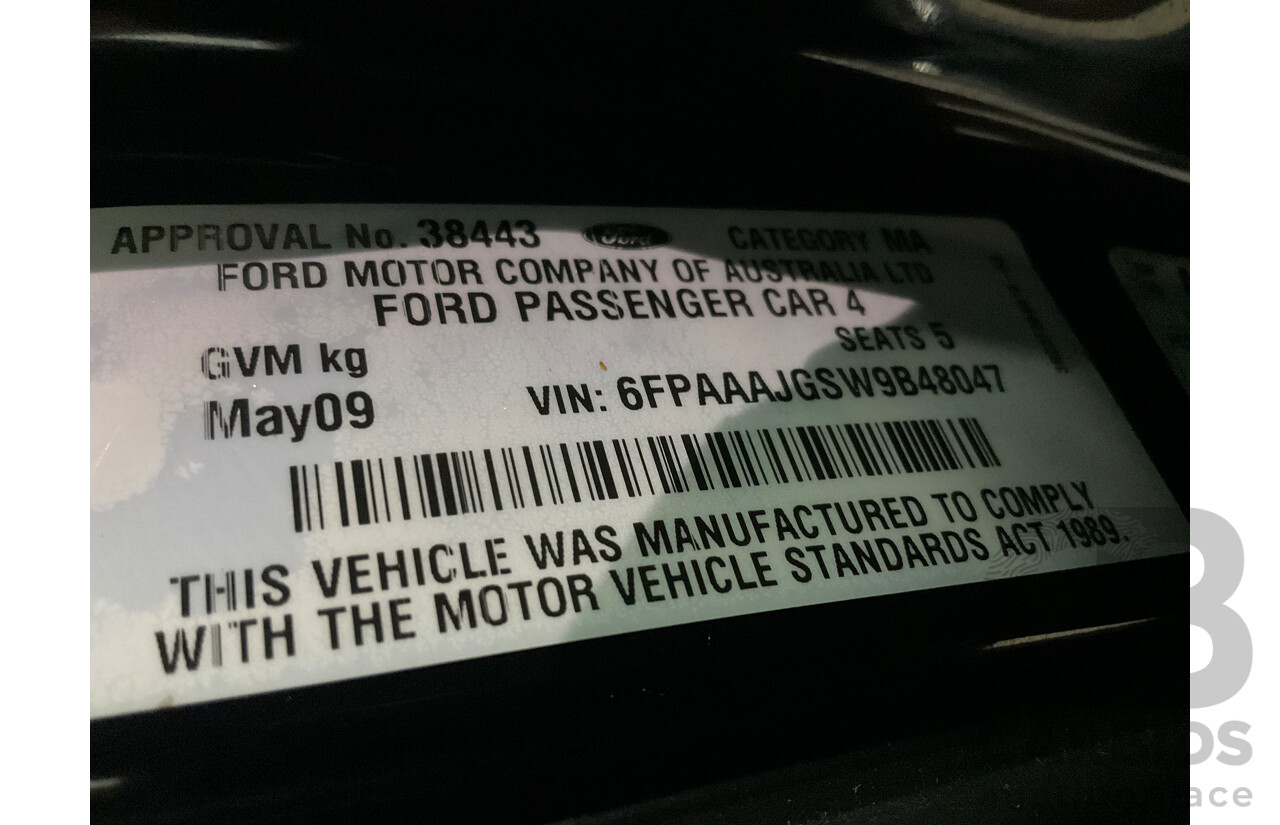 APPROVAL No. 38443 Ford CATEGORY MA
FORD MOTOR COMPANY OF AUSTRALIA LTD
FORD PASSENGER CAR 4
SEATS 5
GVM kg
May09
VIN: 6FPAAAJGSW9B48047
THIS VEHICLE WAS MANUFACTURED TO COMPLY
WITH THE MOTOR VEHICLE STANDARDS ACT 1989.